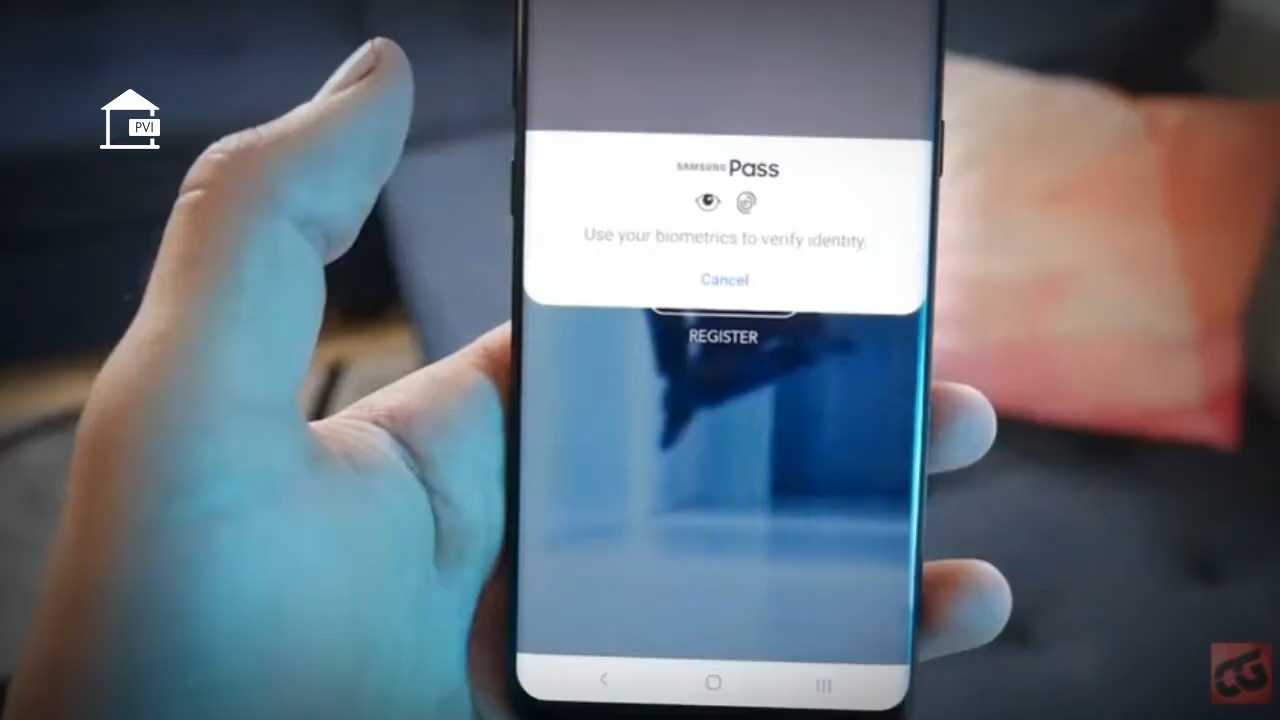 PVI
SAMSUNG Pass
Use your biometrics to verify identity.
Cancel
REGISTER
CG